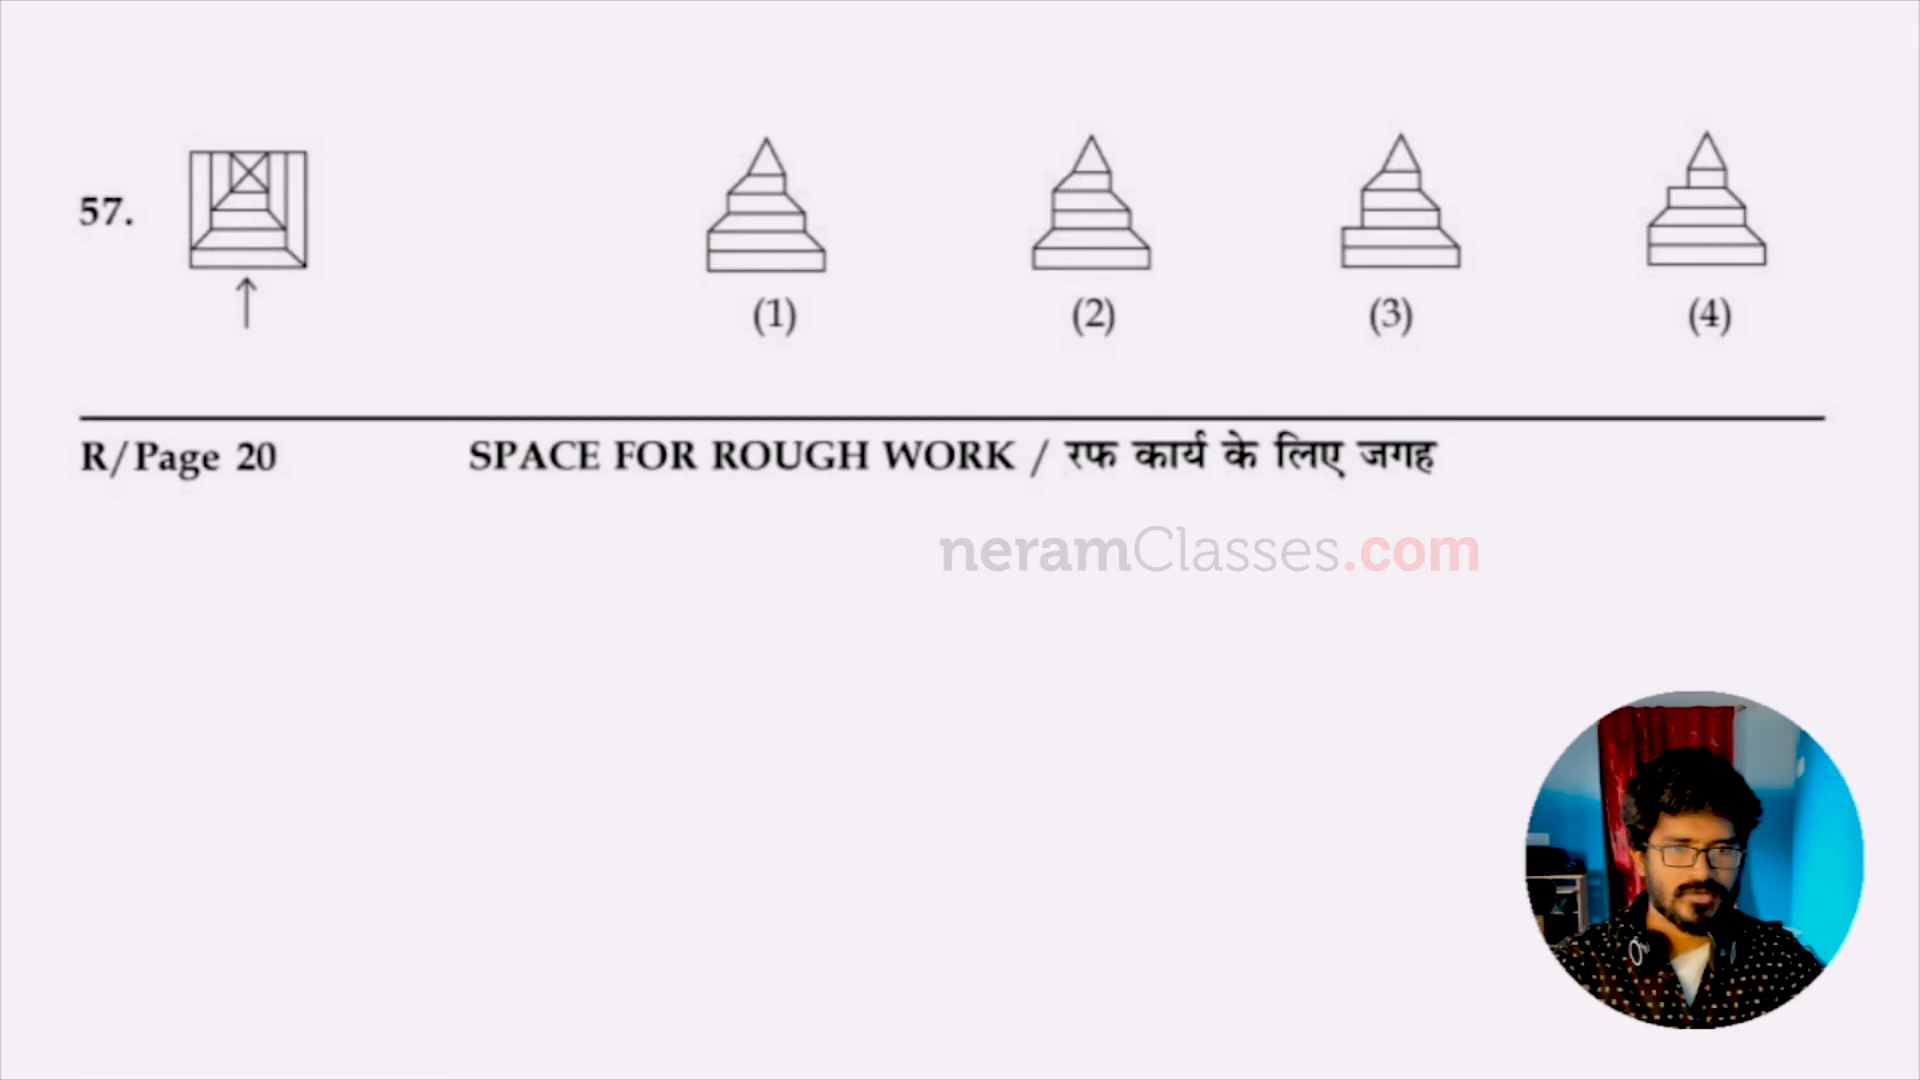 57.
(1) (2) (3) (4)
R/Page 20 SPACE FOR ROUGH WORK / रफ कार्य के लिए जगह
neramClasses.com